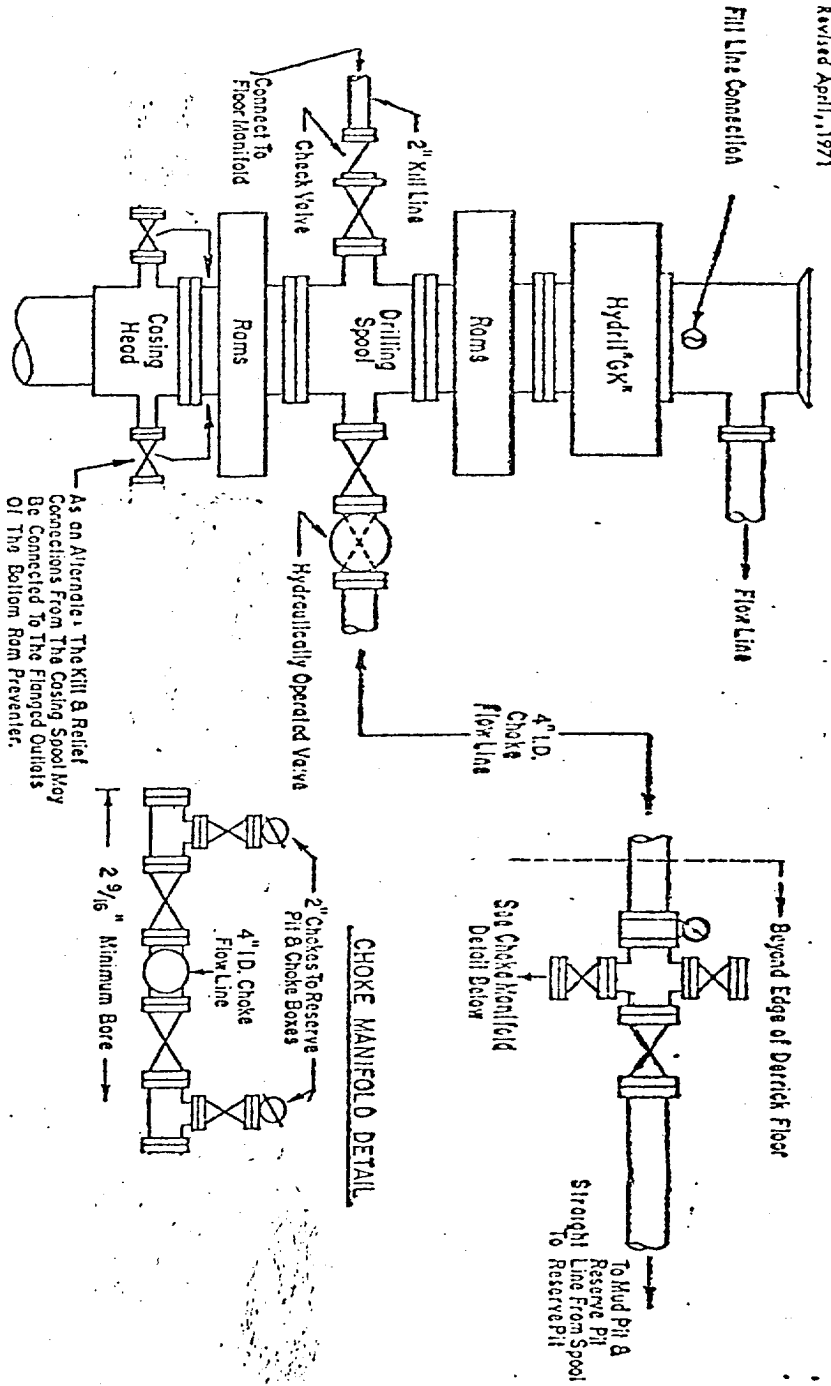 Revised April, 1971
Fill Line Connection
Flow Line
Hydril "GK"
Rams
Drilling
Spool
Rams
Casing
Head
2" Kill Line
Check Valve
Connect To
Floor Manifold
Hydraulically Operated Valve
4" I.D.
Choke
Flow Line
As an Alternate: The Kill & Relief
Connections From The Casing Spool May
Be Connected To The Flanged Outlets
Of The Bottom Ram Preventer.
Beyond Edge of Derrick Floor
See Choke Manifold
Detail Below
To Mud Pit &
Reserve Pit
Straight Line From Spool
To Reserve Pit
CHOKE MANIFOLD DETAIL
2" Chokes To Reserve
Pit & Choke Boxes
4" I.D. Choke
Flow Line
2 9/16" Minimum Bore